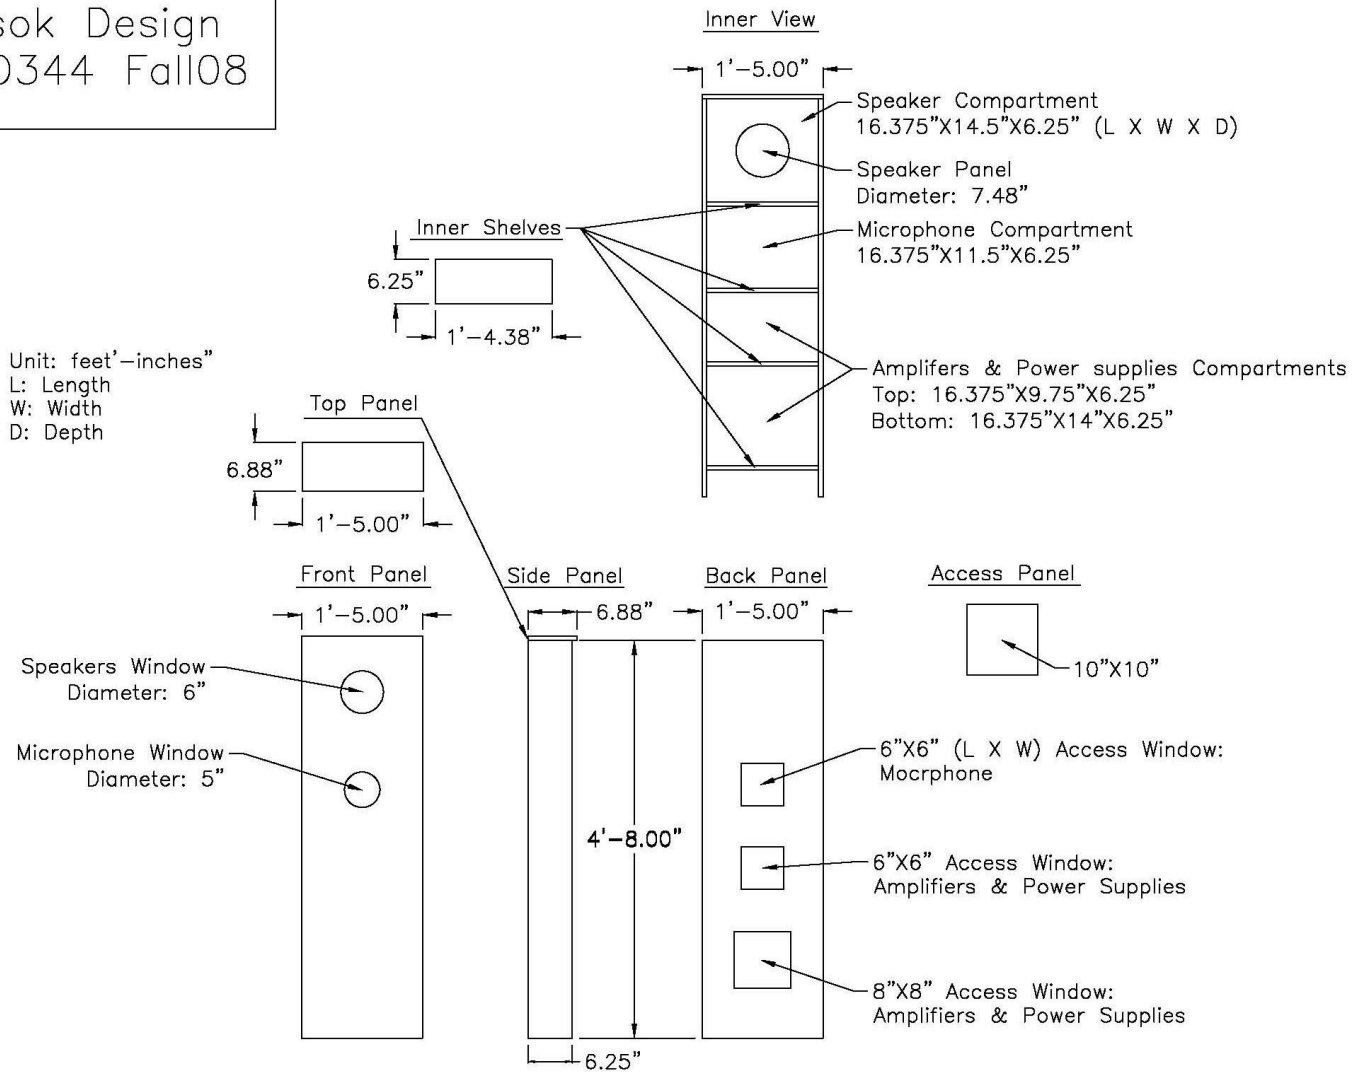 sok Design
0344 Fall08
Inner View
1'-5.00"
Speaker Compartment
16.375"X14.5"X6.25" (L X W X D)
Speaker Panel
Diameter: 7.48"
Microphone Compartment
16.375"X11.5"X6.25"
Inner Shelves
6.25"
1'-4.38"
Amplifers & Power supplies Compartments
Top: 16.375"X9.75"X6.25"
Bottom: 16.375"X14"X6.25"
Unit: feet'-inches"
L: Length
W: Width
D: Depth
Top Panel
6.88"
1'-5.00"
Front Panel
1'-5.00"
Speakers Window
Diameter: 6"
Microphone Window
Diameter: 5"
Side Panel
6.88"
4'-8.00"
6.25"
Back Panel
1'-5.00"
6"X6" (L X W) Access Window:
Mocrphone
6"X6" Access Window:
Amplifiers & Power Supplies
8"X8" Access Window:
Amplifiers & Power Supplies
Access Panel
10"X10"